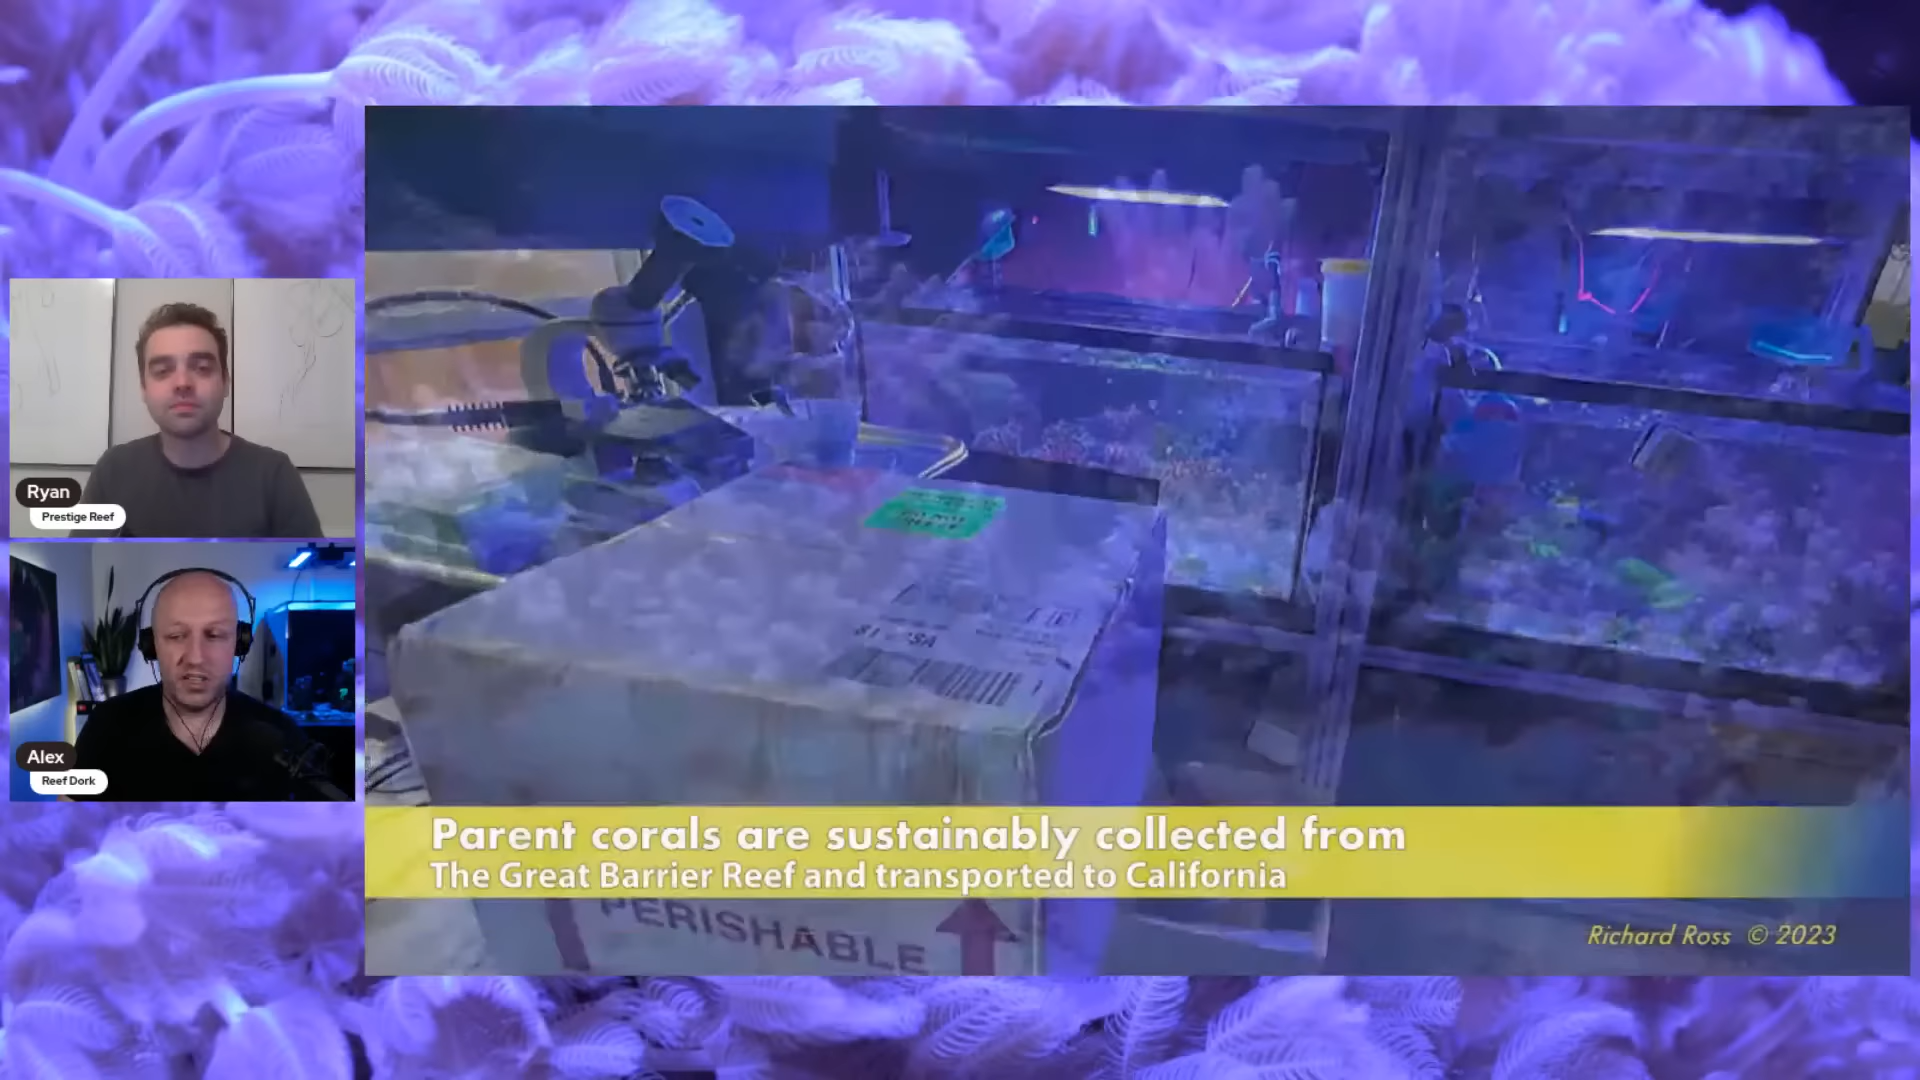 Ryan
Prestige Reef
Alex
Reef Dork
Parent corals are sustainably collected from
The Great Barrier Reef and transported to California
PERISHABLE
Richard Ross © 2023